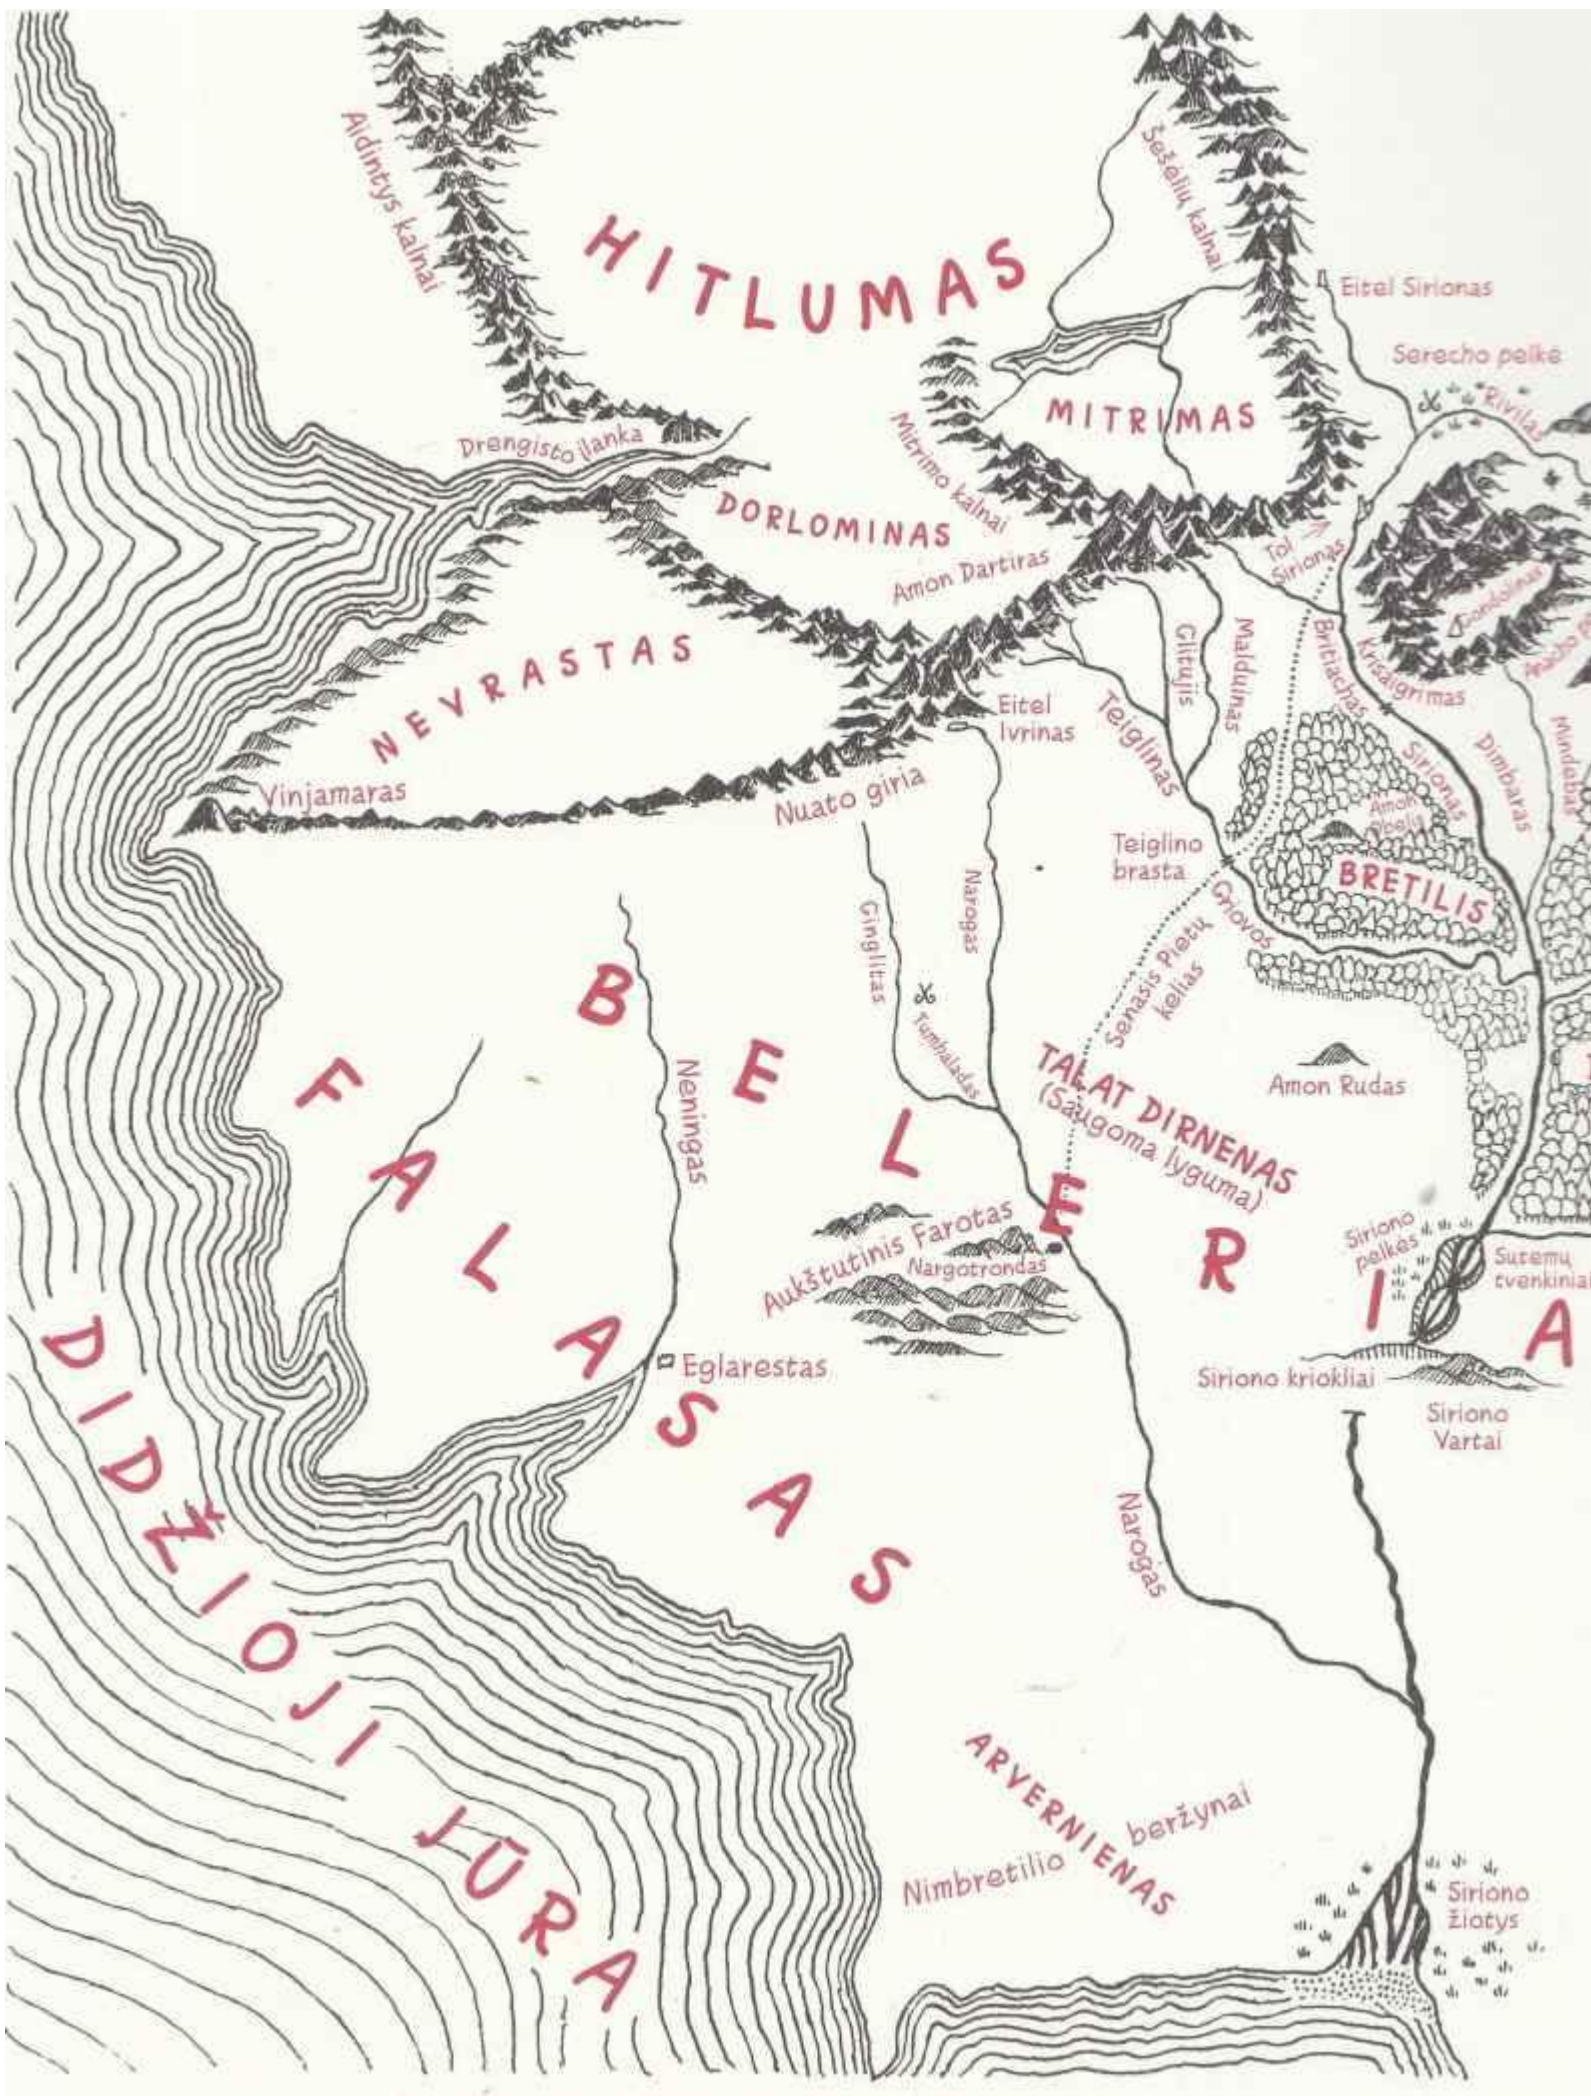 Aidintys kalnai
Šešėlių kalnai
HITLUMAS
Eitel Sirionas
Serecho pelkė
Rivilas
MITRIMAS
Mitrimo kalnai
Drengisto įlanka
DORLOMINAS
Amon Dartiras
Tol
Sirionas
Gondolinas
NEVRASTAS
Glitujis
Malduinas
Britiachas
Krisaigrimas
Eitel
Ivrinas
Teiglinas
Sirionas
Dimbaras
Mindebas
Vinjamaras
Nuato giria
Amon
Obelis
Teiglino
brasta
BRETILIS
Griovos
Ginglitas
Narogas
Senasis Pietų
kelias
Tumhaladas
BELERIA
FALASAS
Neningas
TALAT DIRNENAS
(Saugoma lyguma)
Amon Rudas
Aukštutinis Farotas
Nargotrondas
Siriono
pelkės
Sutemų
tvenkiniai
Eglarestas
Siriono kriokliai
Siriono
Vartai
DIDŽIOJI JŪRA
Narogas
ARVERNIENAS
Nimbretilio beržynai
Siriono
žiotys